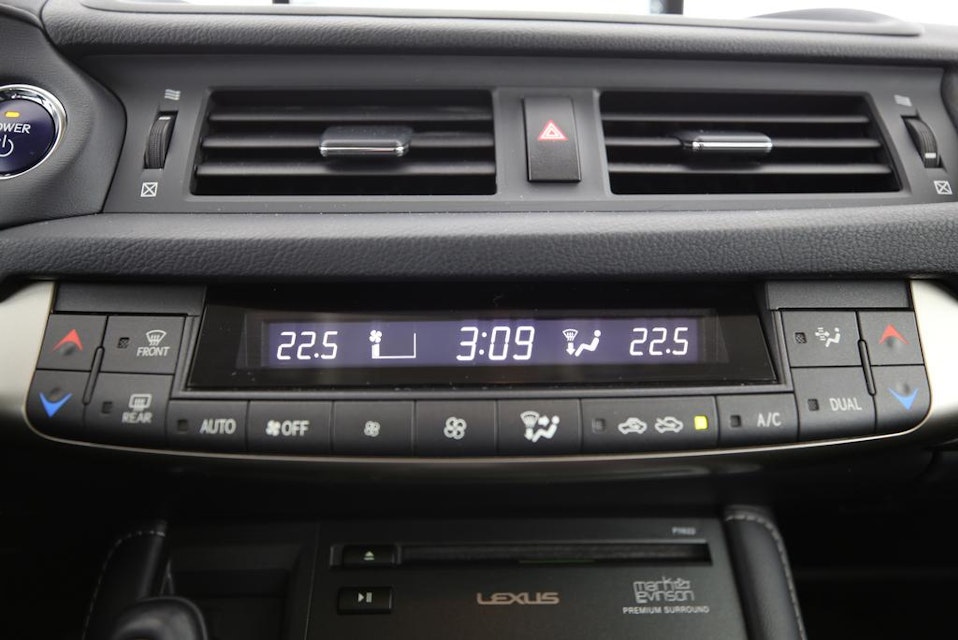 POWER
22.5
3:09
22.5
FRONT
REAR
AUTO
OFF
A/C
DUAL
LEXUS
mark
levinson
PREMIUM SURROUND